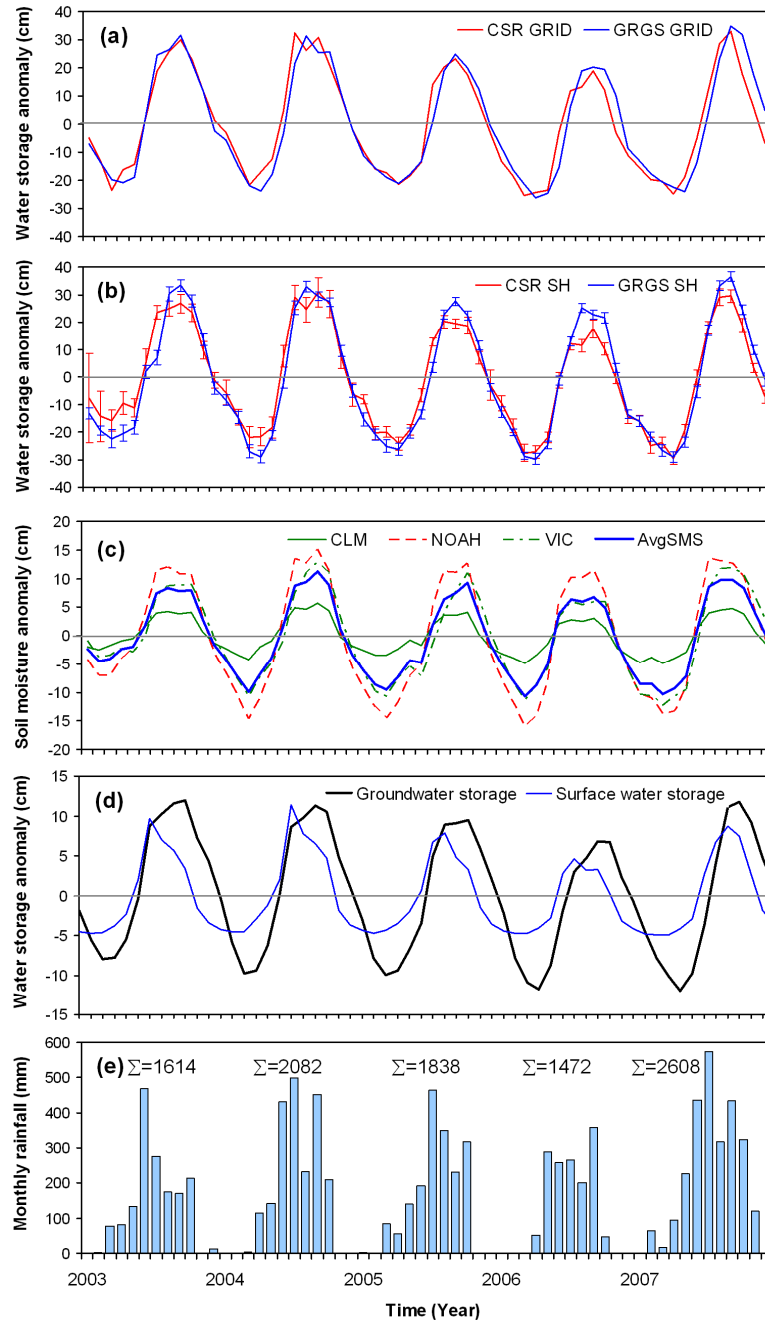 (a)
CSR GRID GRGS GRID
Water storage anomaly (cm)
40
30
20
10
0
-10
-20
-30
-40
(b)
CSR SH GRGS SH
Water storage anomaly (cm)
40
30
20
10
0
-10
-20
-30
-40
(c)
CLM NOAH VIC AvgSMS
Soil moisture anomaly (cm)
20
15
10
5
0
-5
-10
-15
-20
(d)
Groundwater storage Surface water storage
Water storage anomaly (cm)
15
10
5
0
-5
-10
-15
(e)
Σ=1614 Σ=2082 Σ=1838 Σ=1472 Σ=2608
Monthly rainfall (mm)
600
500
400
300
200
100
0
2003 2004 2005 2006 2007
Time (Year)